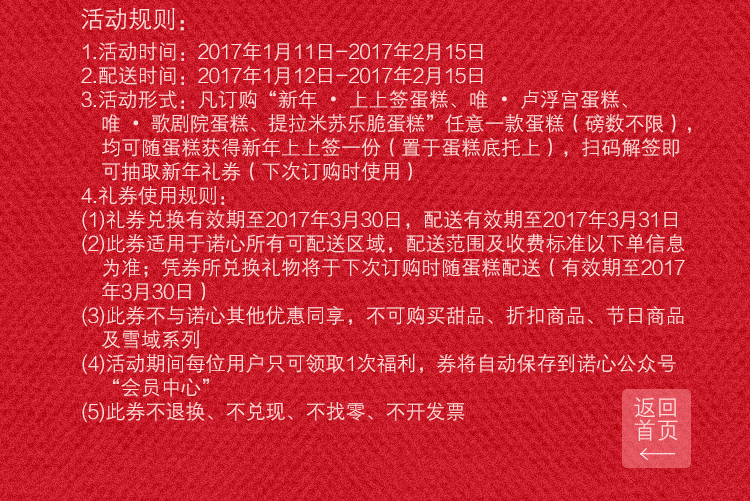 活动规则：
1.活动时间：2017年1月11日-2017年2月15日
2.配送时间：2017年1月12日-2017年2月15日
3.活动形式：凡订购“新年 • 上上签蛋糕、唯 • 卢浮宫蛋糕、
唯 • 歌剧院蛋糕、提拉米苏乐脆蛋糕”任意一款蛋糕（磅数不限），
均可随蛋糕获得新年上上签一份（置于蛋糕底托上），扫码解签即
可抽取新年礼券（下次订购时使用）
4.礼券使用规则：
(1)礼券兑换有效期至2017年3月30日，配送有效期至2017年3月31日
(2)此券适用于诺心所有可配送区域，配送范围及收费标准以下单信息
为准；凭券所兑换礼物将于下次订购时随蛋糕配送（有效期至2017
年3月30日）
(3)此券不与诺心其他优惠同享，不可购买甜品、折扣商品、节日商品
及雪域系列
(4)活动期间每位用户只可领取1次福利，券将自动保存到诺心公众号
“会员中心”
(5)此券不退换、不兑现、不找零、不开发票
返回
首页